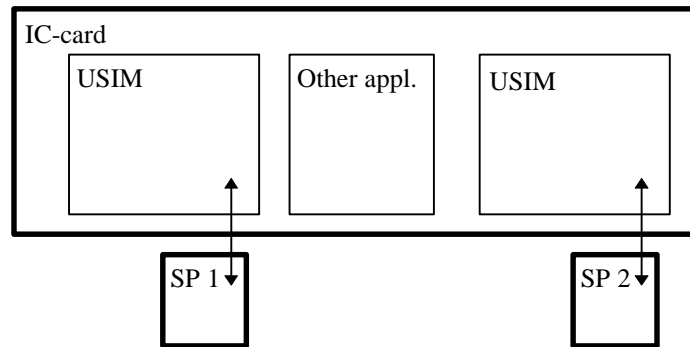 IC-card
USIM
Other appl.
USIM
SP 1
SP 2